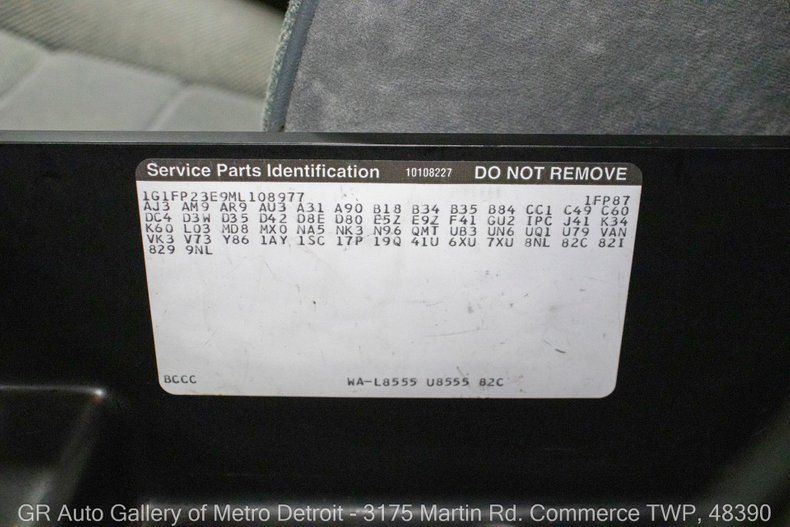 Service Parts Identification 10108227 DO NOT REMOVE
1G1FP23E9ML108977 1FP87
AJ3 AM9 AR9 AU3 A31 A90 B18 B34 B35 B84 CC1 C49 C60
DC4 D3W D35 D42 D8E D80 E5Z E9Z F41 GU2 IPC J41 K34
K60 L03 MD8 MX0 NA5 NK3 N96 QMT UB3 UN6 UQ1 U79 VAN
VK3 V73 Y86 1AY 1SC 17P 19Q 41U 6XU 7XU 8NL 82C 82I
829 9NL
BCCC WA-L8555 U8555 82C
GR Auto Gallery of Metro Detroit - 3175 Martin Rd. Commerce TWP, 48390